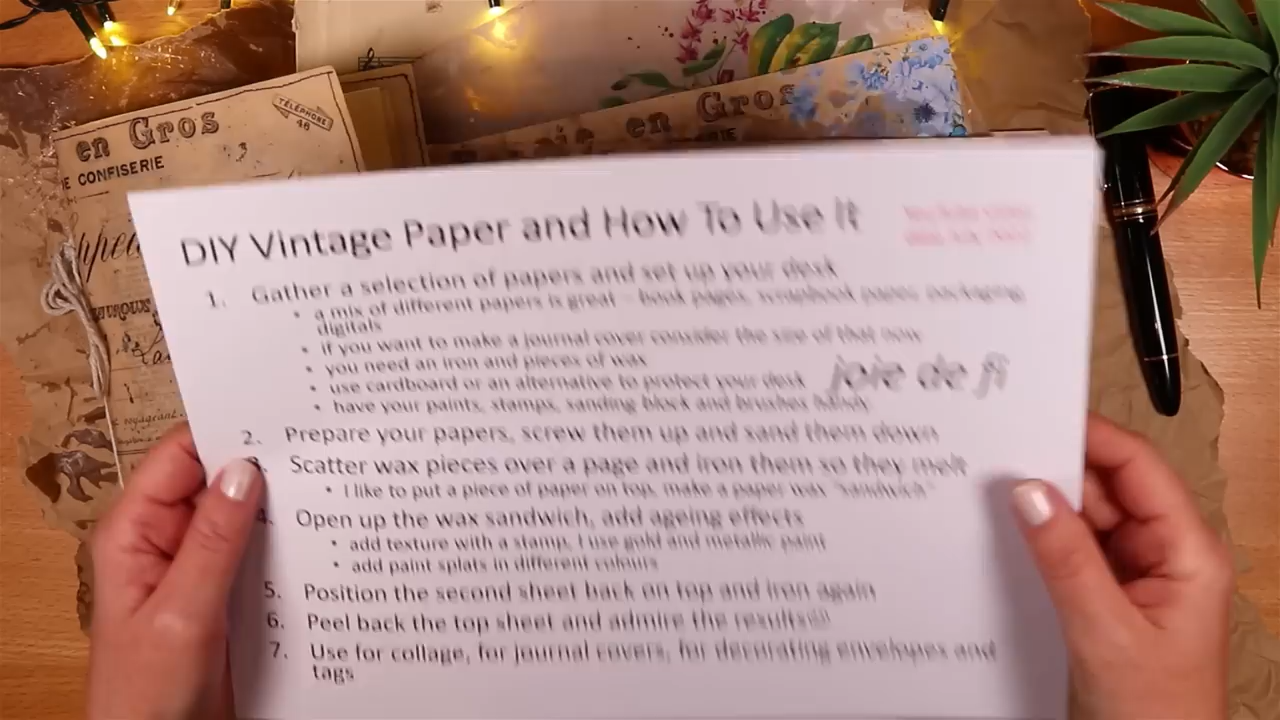 en Gros
TÉLÉPHONE
46
en Gros
E CONFISERIE
DIY Vintage Paper and How To Use It
1. Gather a selection of papers and set up your desk
• a mix of different papers is great – book pages, scrapbook paper, packaging,
digitals
• if you want to make a journal cover consider the size of that now
• you need an iron and pieces of wax
• use cardboard or an alternative to protect your desk
joie de fi
• have your paints, stamps, sanding block and brushes handy
2. Prepare your papers, screw them up and sand them down
3. Scatter wax pieces over a page and iron them so they melt
• I like to put a piece of paper on top, make a paper wax "sandwich"
4. Open up the wax sandwich, add ageing effects
• add texture with a stamp, I use gold and metallic paint
• add paint splats in different colours
5. Position the second sheet back on top and iron again
6. Peel back the top sheet and admire the results
7. Use for collage, for journal covers, for decorating envelopes and
tags